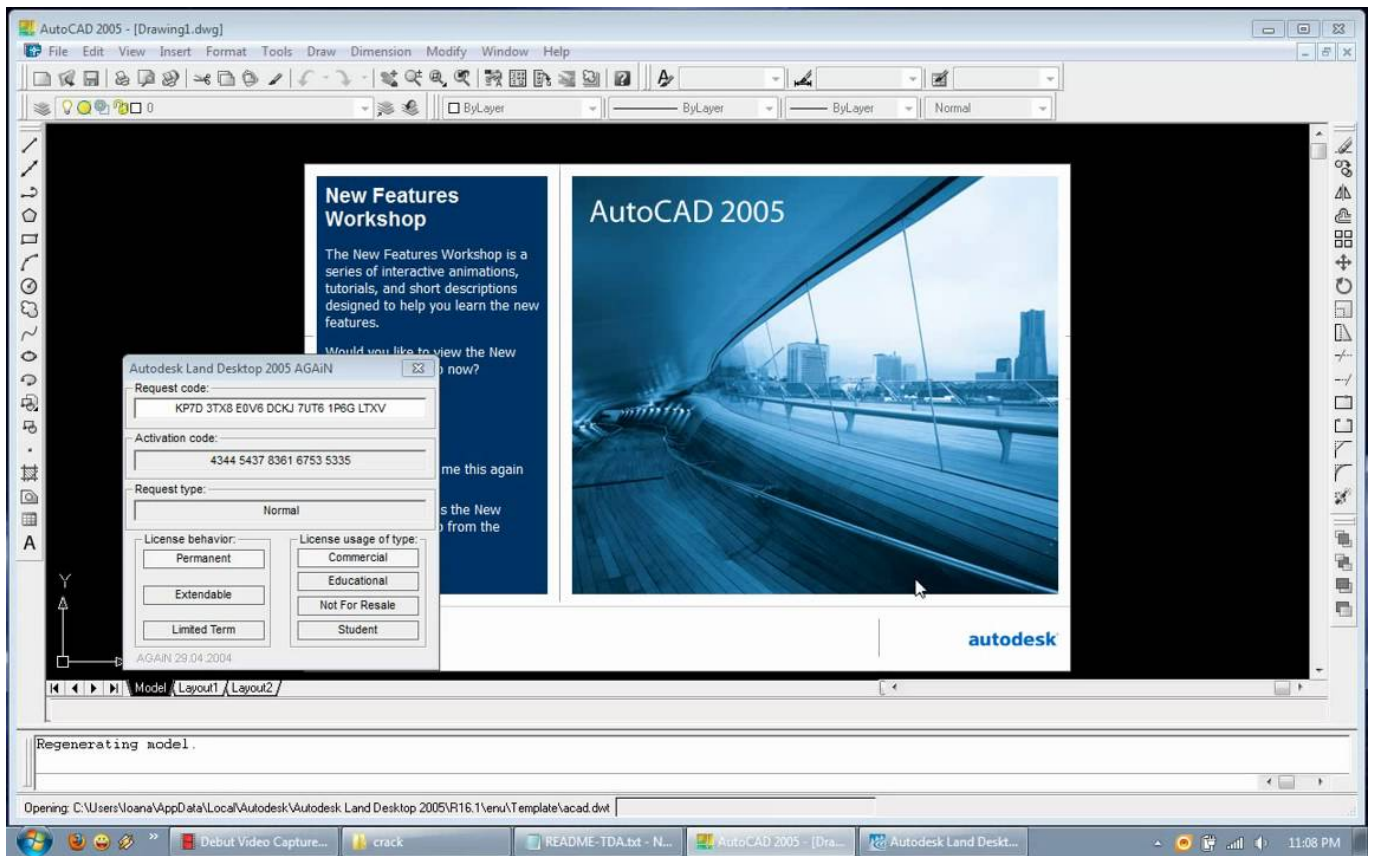 AutoCAD 2005 - [Drawing1.dwg]
File Edit View Insert Format Tools Draw Dimension Modify Window Help
0
ByLayer
ByLayer
ByLayer
Normal
New Features
Workshop
The New Features Workshop is a
series of interactive animations,
tutorials, and short descriptions
designed to help you learn the new
features.
Would you like to view the New
now?
me this again
s the New
from the
AutoCAD 2005
autodesk
Autodesk Land Desktop 2005 AGAiN
Request code:
KP7D 3TX8 E0V6 DCKJ 7UT6 1P6G LTXV
Activation code:
4344 5437 8361 6753 5335
Request type:
Normal
License behavior:
Permanent
Extendable
Limited Term
License usage of type:
Commercial
Educational
Not For Resale
Student
AGAiN 29.04.2004
A
Y
Model Layout1 Layout2
Regenerating model.
Opening: C:\Users\Ioana\AppData\Local\Autodesk\Autodesk Land Desktop 2005\R16.1\enu\Template\acad.dwt
Debut Video Capture...
crack
README-TDA.txt - N...
AutoCAD 2005 - [Dra...
Autodesk Land Deskt...
11:08 PM